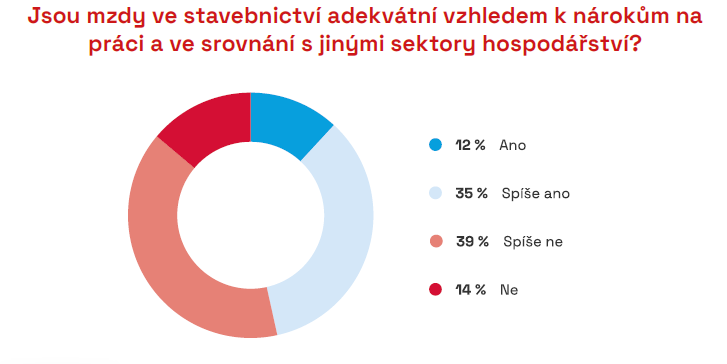 Jsou mzdy ve stavebnictví adekvátní vzhledem k nárokům na
práci a ve srovnání s jinými sektory hospodářství?
12 % Ano
35 % Spíše ano
39 % Spíše ne
14 % Ne